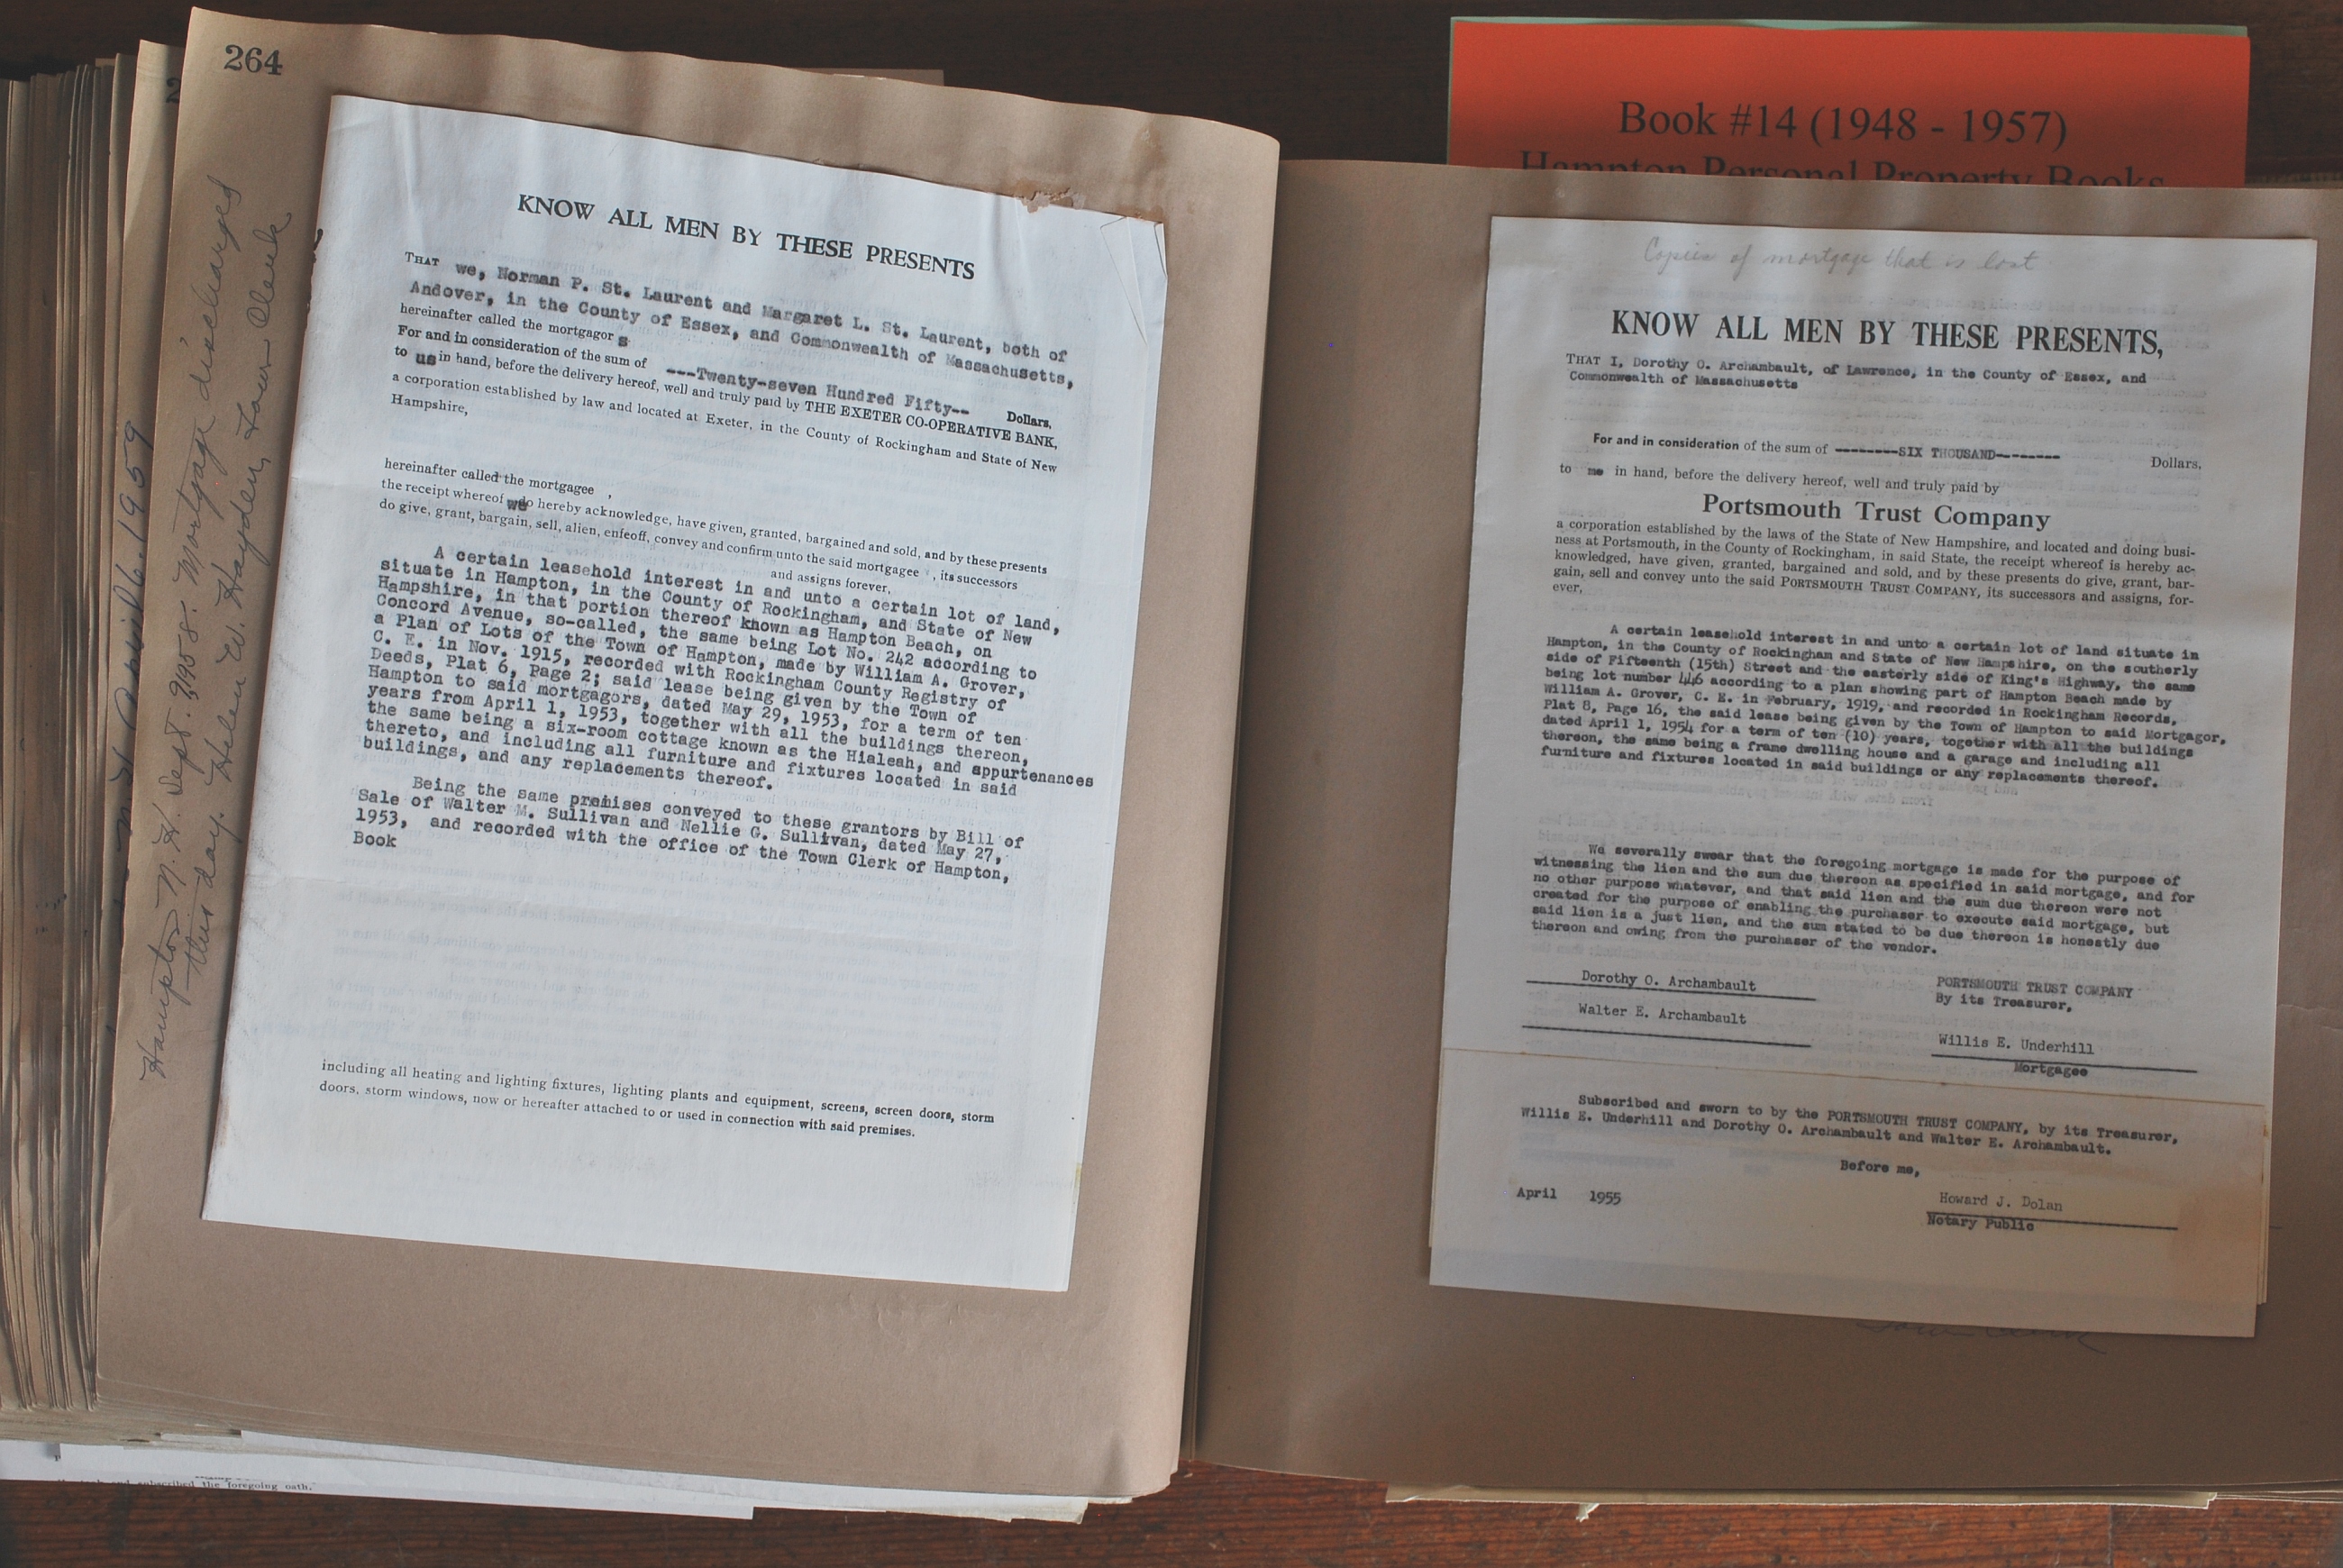 264
Hampton N. H. Sept. 9, 1958. Mortgage discharged
this day. Helen W. Hayden, Town Clerk
April 6, 1959
KNOW ALL MEN BY THESE PRESENTS
THAT we, Norman P. St. Laurent and Margaret L. St. Laurent, both of
Andover, in the County of Essex, and Commonwealth of Massachusetts,
hereinafter called the mortgagor s
For and in consideration of the sum of ---Twenty-seven Hundred Fifty-- Dollars,
to us in hand, before the delivery hereof, well and truly paid by THE EXETER CO-OPERATIVE BANK,
a corporation established by law and located at Exeter, in the County of Rockingham and State of New
Hampshire,
hereinafter called the mortgagee ,
the receipt whereof we do hereby acknowledge, have given, granted, bargained and sold, and by these presents
do give, grant, bargain, sell, alien, enfeoff, convey and confirm unto the said mortgagee , its successors
and assigns forever,
A certain leasehold interest in and unto a certain lot of land,
situate in Hampton, in the County of Rockingham, and State of New
Hampshire, in that portion thereof known as Hampton Beach, on
Concord Avenue, so-called, the same being Lot No. 242 according to
a Plan of Lots of the Town of Hampton, made by William A. Grover,
C. E. in Nov. 1915, recorded with Rockingham County Registry of
Deeds, Plat 6, Page 2; said lease being given by the Town of
Hampton to said mortgagors, dated May 29, 1953, for a term of ten
years from April 1, 1953, together with all the buildings thereon,
the same being a six-room cottage known as the Hialeah, and appurtenances
thereto, and including all furniture and fixtures located in said
buildings, and any replacements thereof.
Being the same premises conveyed to these grantors by Bill of
Sale of Walter M. Sullivan and Nellie G. Sullivan, dated May 27,
1953, and recorded with the office of the Town Clerk of Hampton,
Book
including all heating and lighting fixtures, lighting plants and equipment, screens, screen doors, storm
doors, storm windows, now or hereafter attached to or used in connection with said premises.
and subscribed the foregoing oath.
Book #14 (1948 - 1957)
Hampton Personal Property Books
Copies of mortgage that is lost
KNOW ALL MEN BY THESE PRESENTS,
THAT I, Dorothy O. Archambault, of Lawrence, in the County of Essex, and
Commonwealth of Massachusetts
For and in consideration of the sum of --------SIX THOUSAND-------- Dollars,
to me in hand, before the delivery hereof, well and truly paid by
Portsmouth Trust Company
a corporation established by the laws of the State of New Hampshire, and located and doing busi-
ness at Portsmouth, in the County of Rockingham, in said State, the receipt whereof is hereby ac-
knowledged, have given, granted, bargained and sold, and by these presents do give, grant, bar-
gain, sell and convey unto the said PORTSMOUTH TRUST COMPANY, its successors and assigns, for-
ever,
A certain leasehold interest in and unto a certain lot of land situate in
Hampton, in the County of Rockingham and State of New Hampshire, on the southerly
side of Fifteenth (15th) Street and the easterly side of King's Highway, the same
being lot number 446 according to a plan showing part of Hampton Beach made by
William A. Grover, C. E. in February, 1919, and recorded in Rockingham Records,
Plat 8, Page 16, the said lease being given by the Town of Hampton to said Mortgagor,
dated April 1, 1954 for a term of ten (10) years, together with all the buildings
thereon, the same being a frame dwelling house and a garage and including all
furniture and fixtures located in said buildings or any replacements thereof.
We severally swear that the foregoing mortgage is made for the purpose of
witnessing the lien and the sum due thereon as specified in said mortgage, and for
no other purpose whatever, and that said lien and the sum due thereon were not
created for the purpose of enabling the purchaser to execute said mortgage, but
said lien is a just lien, and the sum stated to be due thereon is honestly due
thereon and owing from the purchaser of the vendor.
Dorothy O. Archambault
Walter E. Archambault
PORTSMOUTH TRUST COMPANY
By its Treasurer,
Willis E. Underhill
Mortgagee
Subscribed and sworn to by the PORTSMOUTH TRUST COMPANY, by its Treasurer,
Willis E. Underhill and Dorothy O. Archambault and Walter E. Archambault.
Before me,
April 1955
Howard J. Dolan
Notary Public
Town Clerk